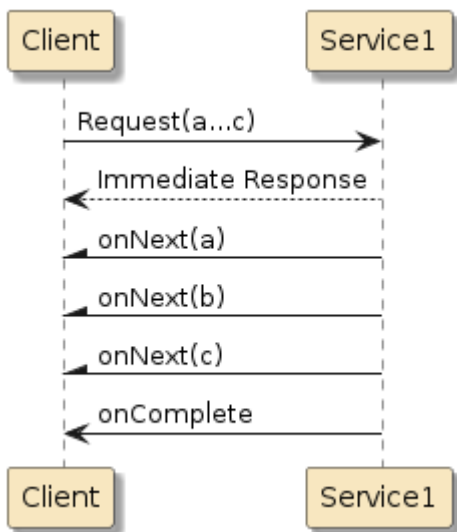 Client Service1
Request(a...c)
Immediate Response
onNext(a)
onNext(b)
onNext(c)
onComplete
Client Service1